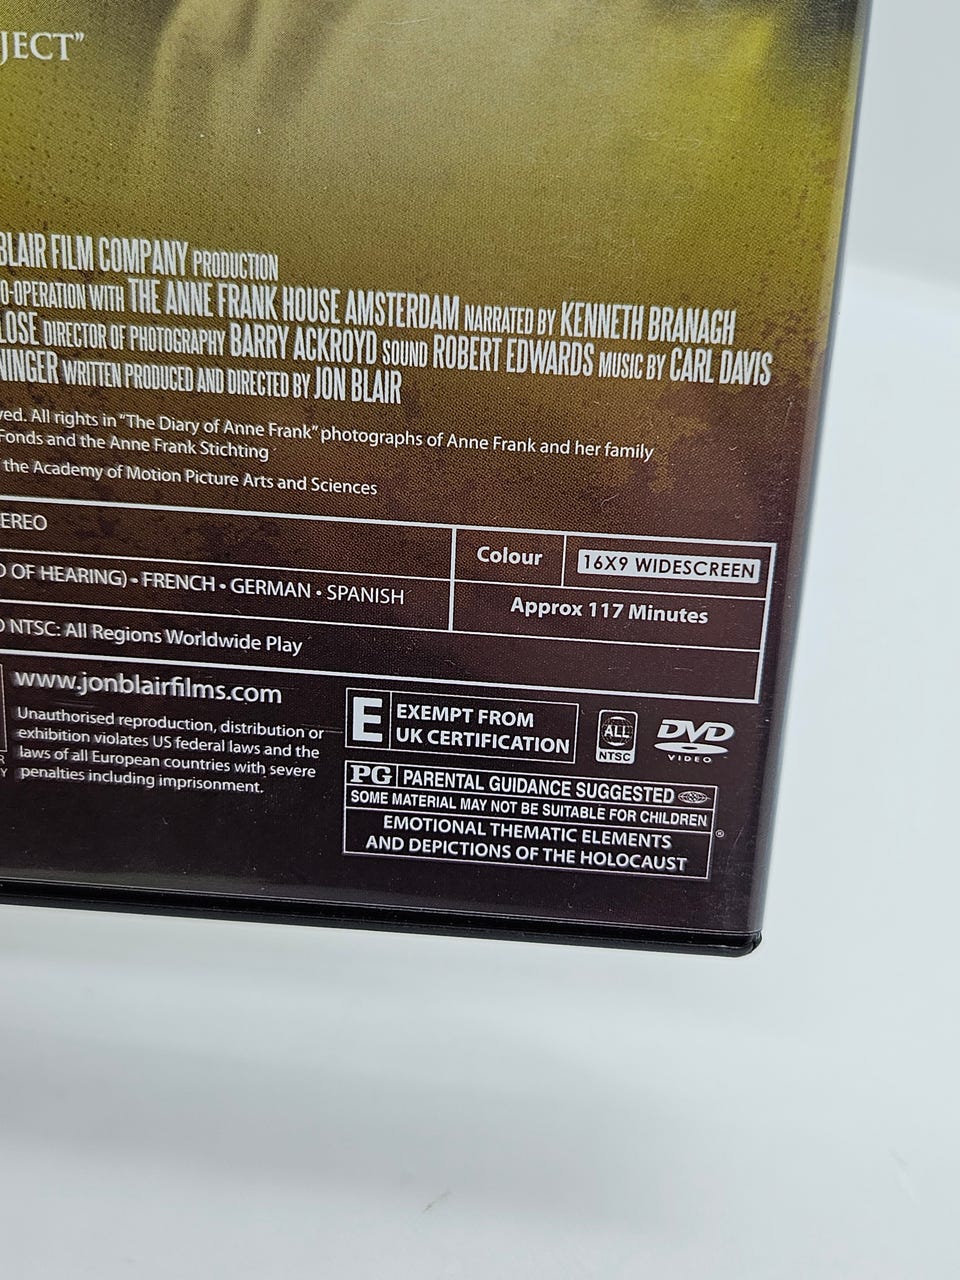 JECT”
BLAIR FILM COMPANY PRODUCTION
O-OPERATION WITH THE ANNE FRANK HOUSE AMSTERDAM NARRATED BY KENNETH BRANAGH
LOSE DIRECTOR OF PHOTOGRAPHY BARRY ACKROYD SOUND ROBERT EDWARDS MUSIC BY CARL DAVIS
NINGER WRITTEN PRODUCED AND DIRECTED BY JON BLAIR
ved. All rights in “The Diary of Anne Frank” photographs of Anne Frank and her family
Fonds and the Anne Frank Stichting
the Academy of Motion Picture Arts and Sciences
EREO
Colour
16X9 WIDESCREEN
D OF HEARING) • FRENCH • GERMAN • SPANISH
Approx 117 Minutes
D NTSC: All Regions Worldwide Play
www.jonblairfilms.com
Unauthorised reproduction, distribution or
exhibition violates US federal laws and the
laws of all European countries with severe
penalties including imprisonment.
R
Y
E EXEMPT FROM
UK CERTIFICATION
ALL
NTSC
DVD
VIDEO
PG PARENTAL GUIDANCE SUGGESTED
SOME MATERIAL MAY NOT BE SUITABLE FOR CHILDREN
®
EMOTIONAL THEMATIC ELEMENTS
AND DEPICTIONS OF THE HOLOCAUST